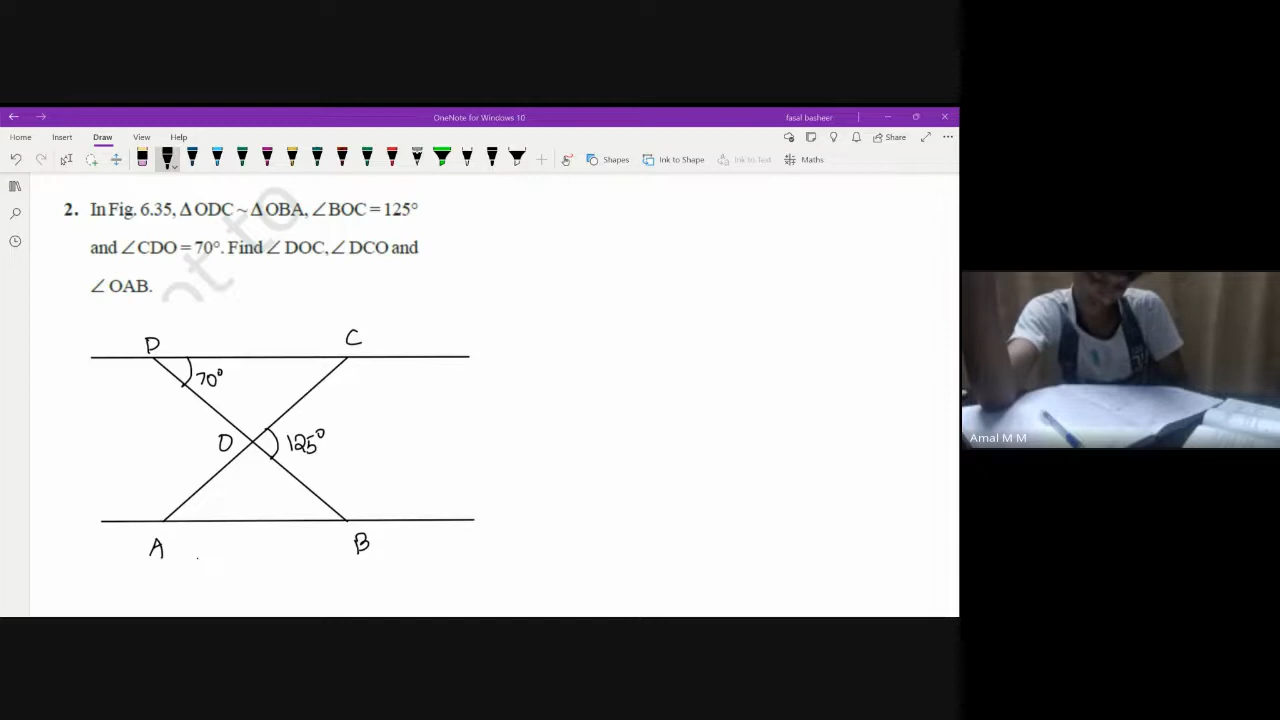 OneNote for Windows 10
fasal basheer
Home Insert Draw View Help
Share
Shapes Ink to Shape Ink to Text Maths
2. In Fig. 6.35, Δ ODC ~ Δ OBA, ∠ BOC = 125°
and ∠ CDO = 70°. Find ∠ DOC, ∠ DCO and
∠ OAB.
D C
70°
O 125°
A B
Amal M M